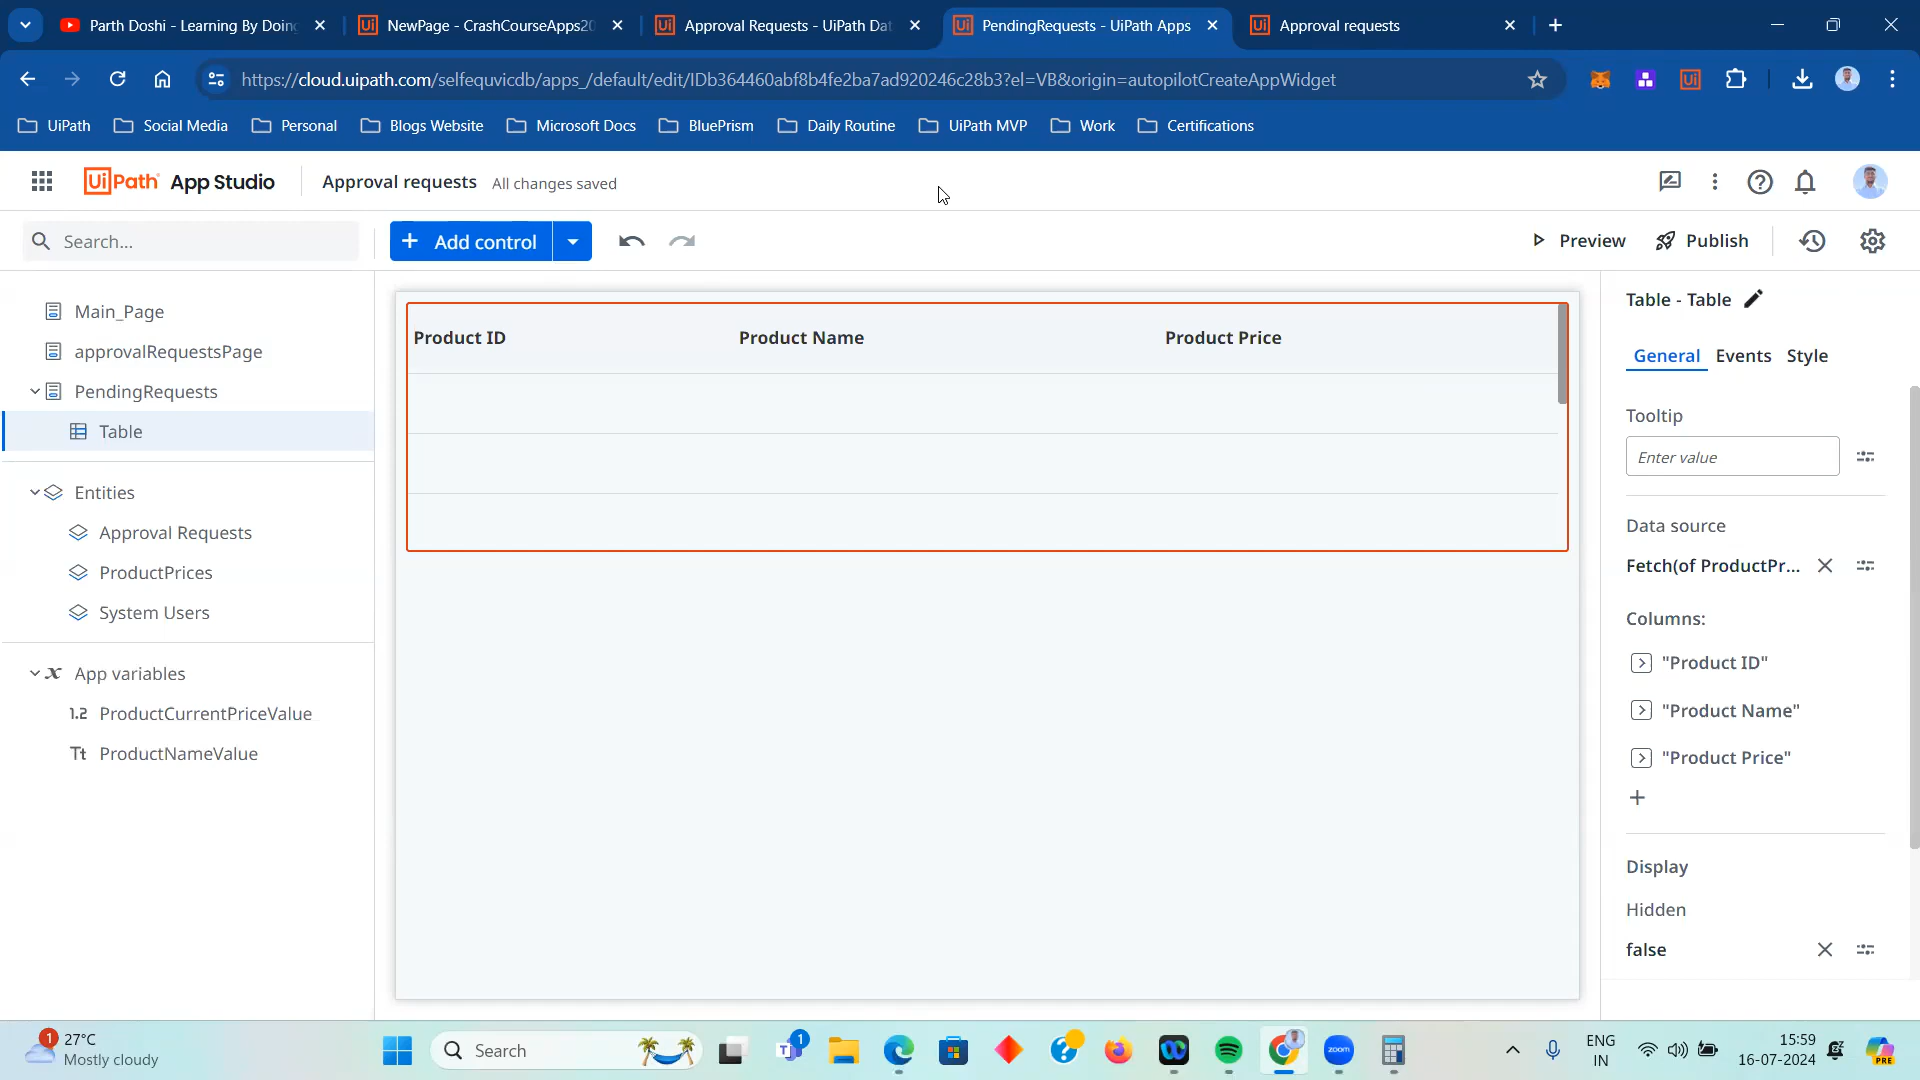 Parth Doshi - Learning By Doing
NewPage - CrashCourseApps20
Approval Requests - UiPath Dat
PendingRequests - UiPath Apps
Approval requests
https://cloud.uipath.com/selfequvicdb/apps_/default/edit/IDb364460abf8b4fe2ba7ad920246c28b3?el=VB&origin=autopilotCreateAppWidget
UiPath
Social Media
Personal
Blogs Website
Microsoft Docs
BluePrism
Daily Routine
UiPath MVP
Work
Certifications
UiPath App Studio
Approval requests
All changes saved
Search...
+ Add control
Preview
Publish
Main_Page
approvalRequestsPage
PendingRequests
Table
Entities
Approval Requests
ProductPrices
System Users
App variables
1.2 ProductCurrentPriceValue
Tt ProductNameValue
Product ID
Product Name
Product Price
Table - Table
General
Events
Style
Tooltip
Enter value
Data source
Fetch(of ProductPr...
Columns:
"Product ID"
"Product Name"
"Product Price"
+
Display
Hidden
false
1
27°C
Mostly cloudy
Search
1
zoom
ENG
IN
15:59
16-07-2024
PRE